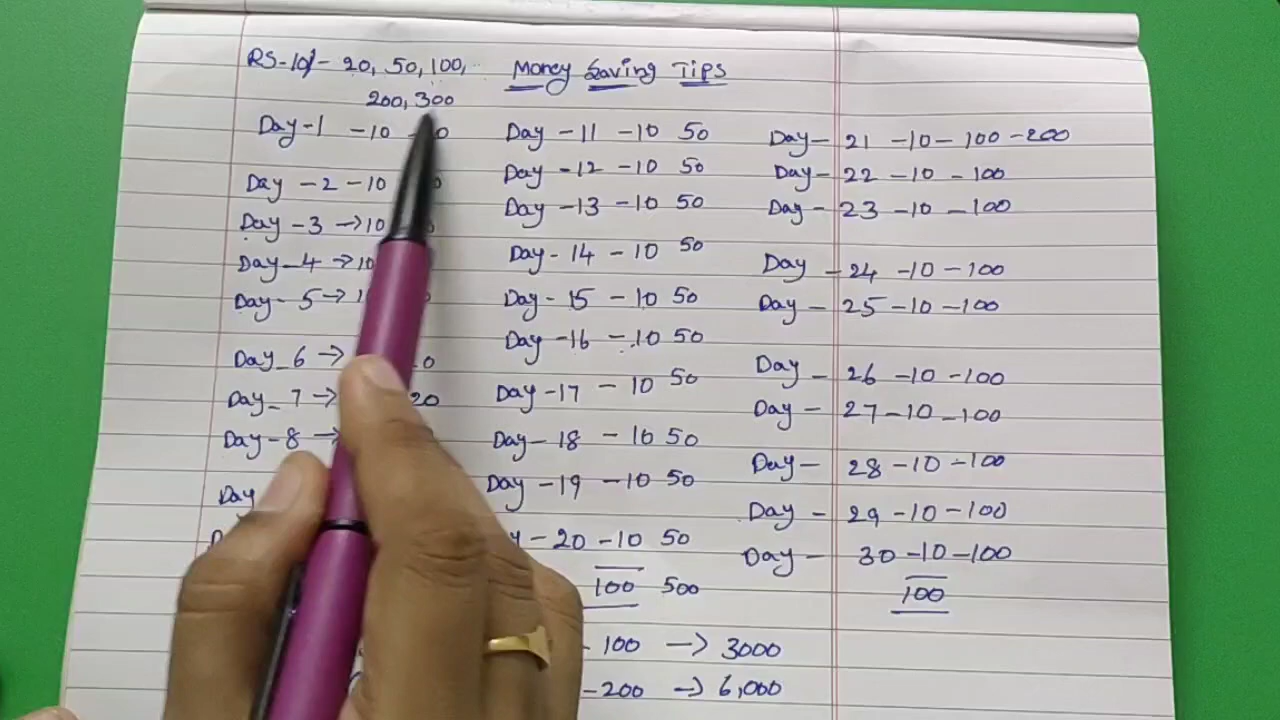 RS-10/- 20, 50, 100,
200, 300
Money Saving Tips
Day-1 -10
Day -2 -10
Day -3 →10
Day-4 →10
Day- 5→
Day-6 →
Day-7 → 20
Day-8 →
Day
Day -11 -10 50
Day -12 -10 50
Day -13 -10 50
Day- 14 - 10 50
Day- 15 - 10 50
Day -16 - 10 50
Day -17 - 10 50
Day- 18 - 10 50
Day -19 -10 50
- 20 -10 50
100 500
- 100 → 3000
-200 → 6,000
Day- 21 -10- 100 -200
Day- 22 -10 -100
Day- 23 -10 -100
Day -24 -10 -100
Day- 25 -10 -100
Day - 26 -10 -100
Day - 27 -10 -100
Day- 28 -10 -100
Day - 29 -10 -100
Day- 30 -10 -100
100